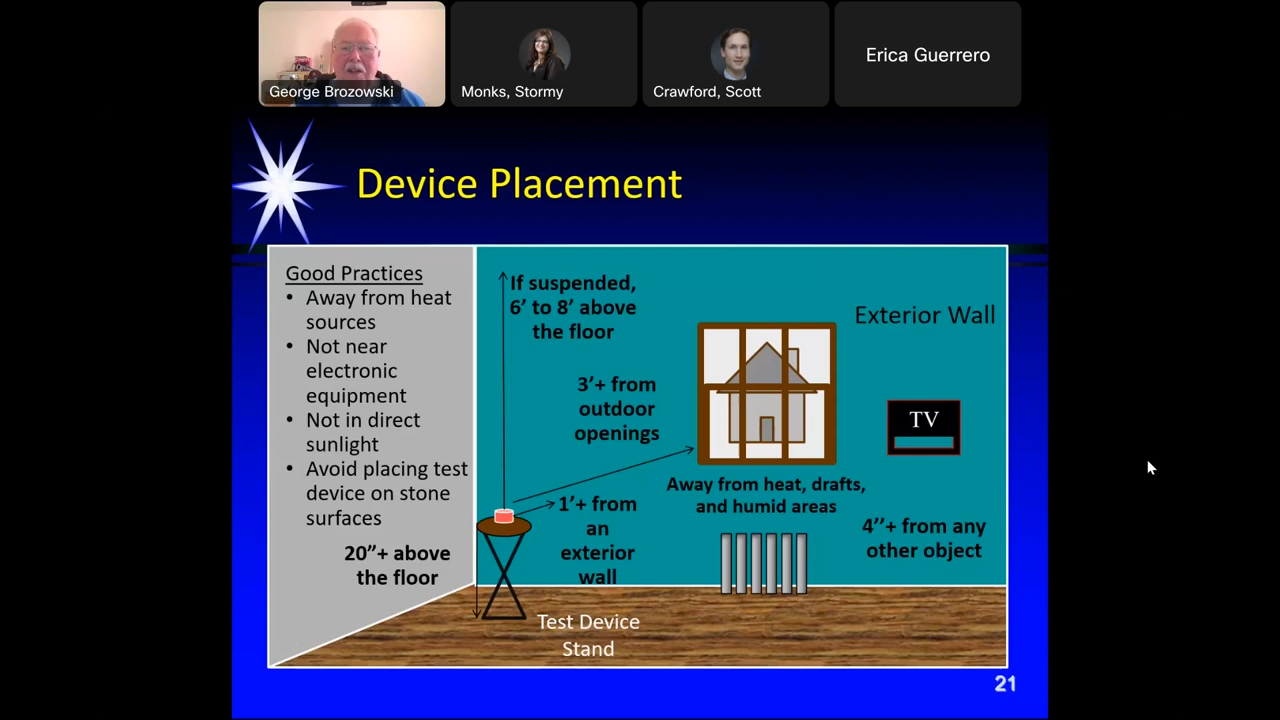 George Brozowski
Monks, Stormy
Crawford, Scott
Erica Guerrero
Device Placement
Good Practices
• Away from heat
sources
• Not near
electronic
equipment
• Not in direct
sunlight
• Avoid placing test
device on stone
surfaces
20’’+ above
the floor
If suspended,
6’ to 8’ above
the floor
3’+ from
outdoor
openings
1’+ from
an
exterior
wall
Test Device
Stand
Away from heat, drafts,
and humid areas
Exterior Wall
TV
4’’+ from any
other object
21